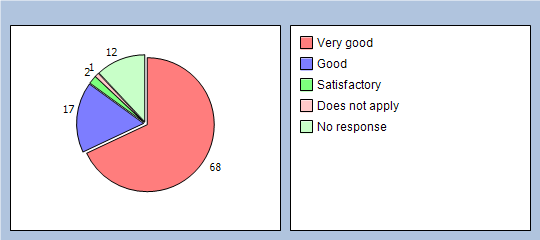 12
1
2
17
68
Very good
Good
Satisfactory
Does not apply
No response